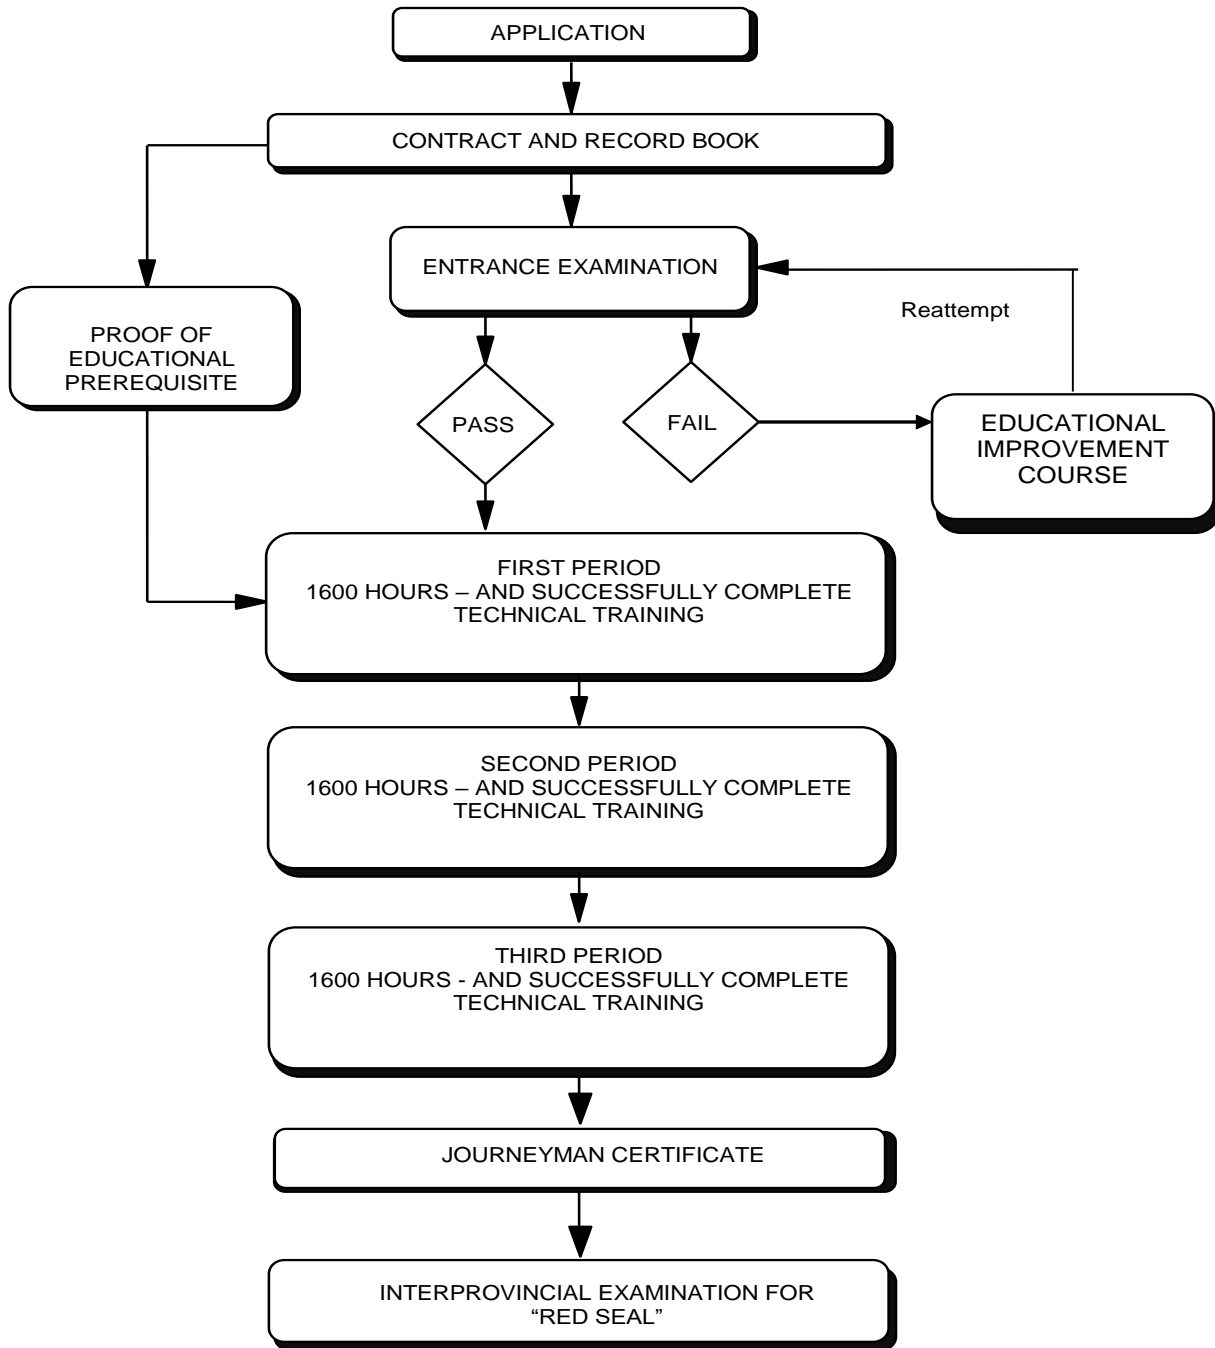 APPLICATION
CONTRACT AND RECORD BOOK
ENTRANCE EXAMINATION
Reattempt
PROOF OF
EDUCATIONAL
PREREQUISITE
PASS
FAIL
EDUCATIONAL
IMPROVEMENT
COURSE
FIRST PERIOD
1600 HOURS – AND SUCCESSFULLY COMPLETE
TECHNICAL TRAINING
SECOND PERIOD
1600 HOURS – AND SUCCESSFULLY COMPLETE
TECHNICAL TRAINING
THIRD PERIOD
1600 HOURS - AND SUCCESSFULLY COMPLETE
TECHNICAL TRAINING
JOURNEYMAN CERTIFICATE
INTERPROVINCIAL EXAMINATION FOR
“RED SEAL”